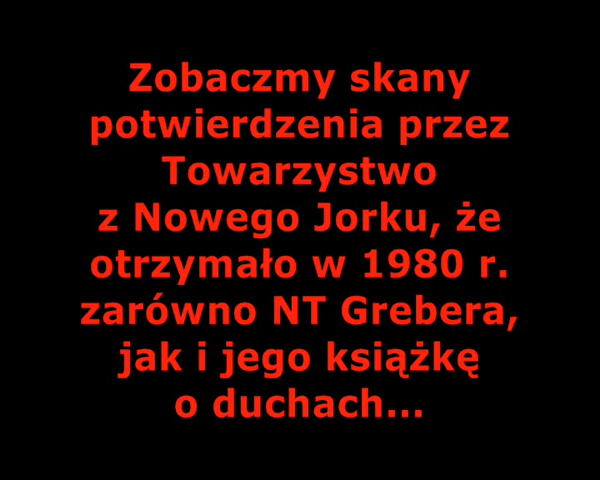 Zobaczmy skany
potwierdzenia przez
Towarzystwo
z Nowego Jorku, że
otrzymało w 1980 r.
zarówno NT Grebera,
jak i jego książkę
o duchach...